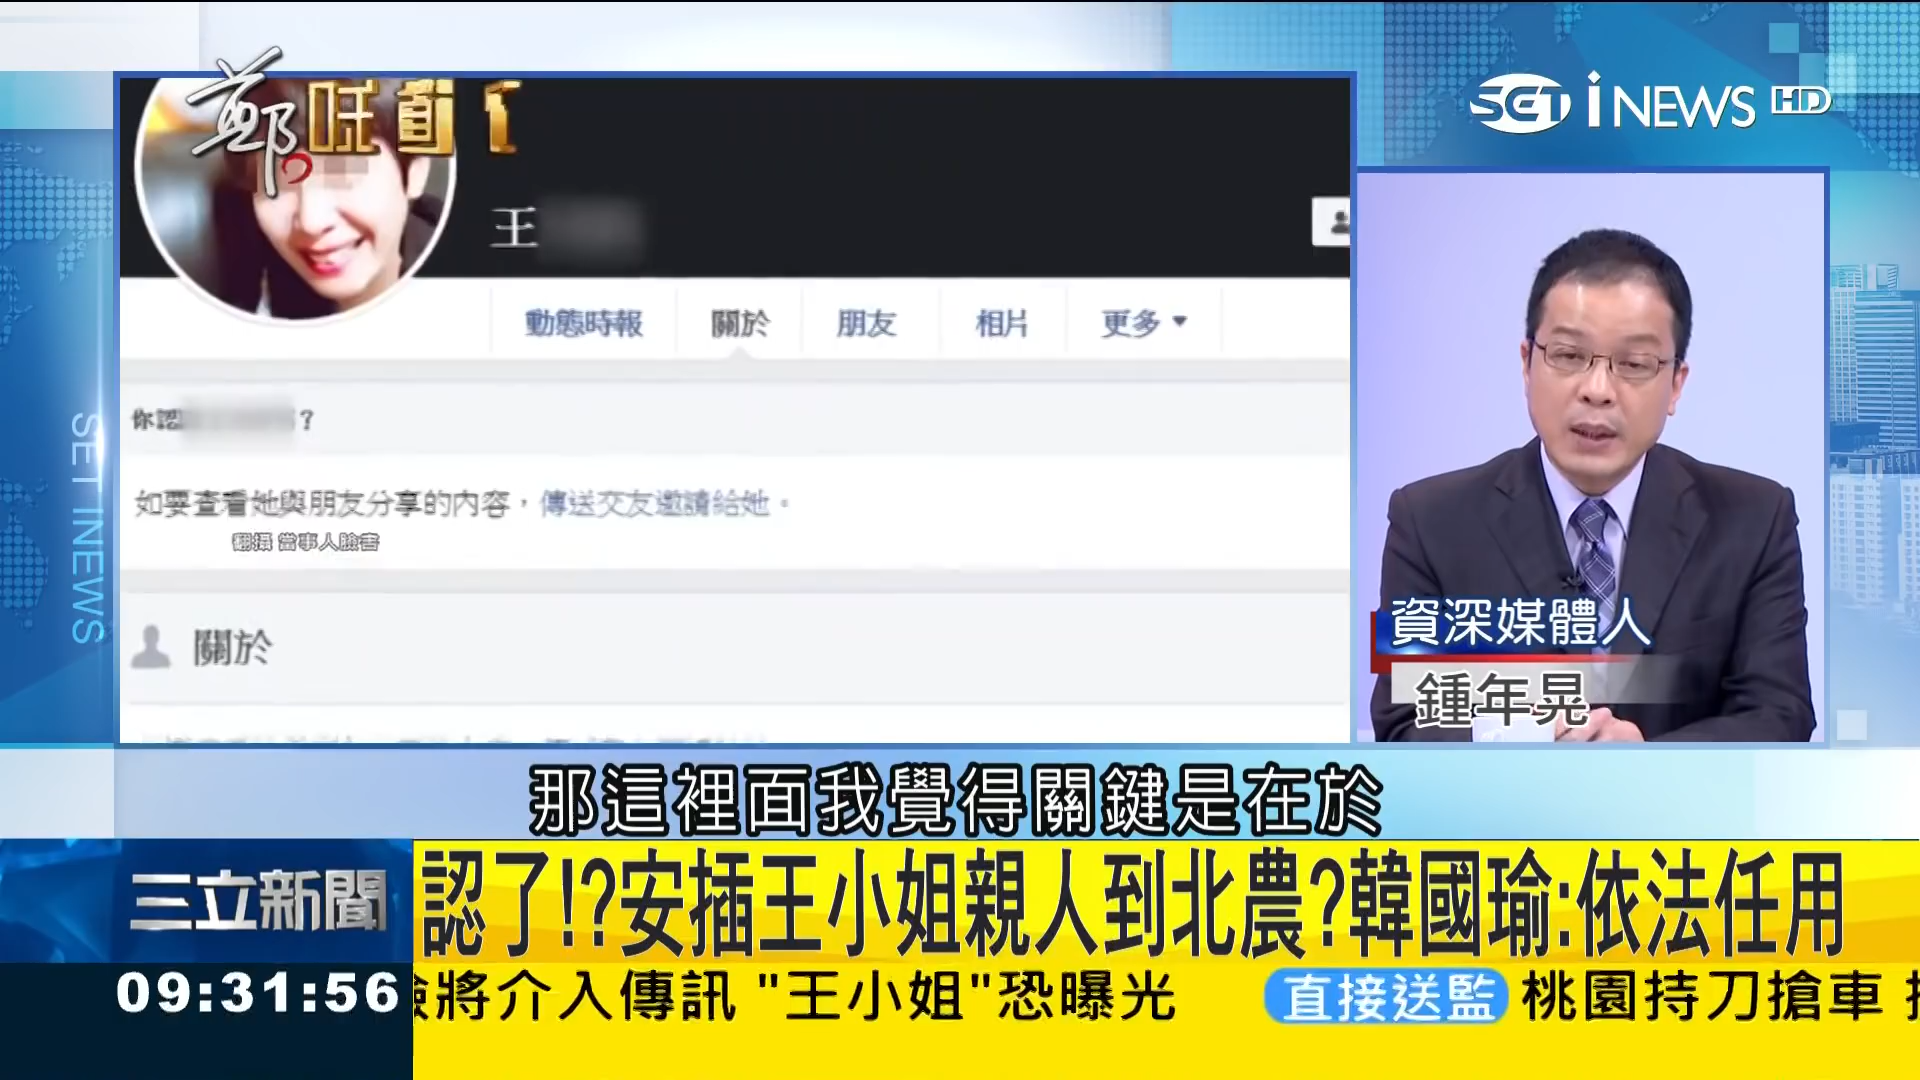 鄭
SET iNEWS HD
王
動態時報 關於 朋友 相片 更多
你認 ?
如要查看她與朋友分享的內容，傳送交友邀請給她。
翻攝 當事人臉書
關於
SET INEWS
資深媒體人
鍾年晃
那這裡面我覺得關鍵是在於
三立新聞
認了!?安插王小姐親人到北農?韓國瑜:依法任用
09:31:56
將介入傳訊 "王小姐"恐曝光 直接送監 桃園持刀搶車